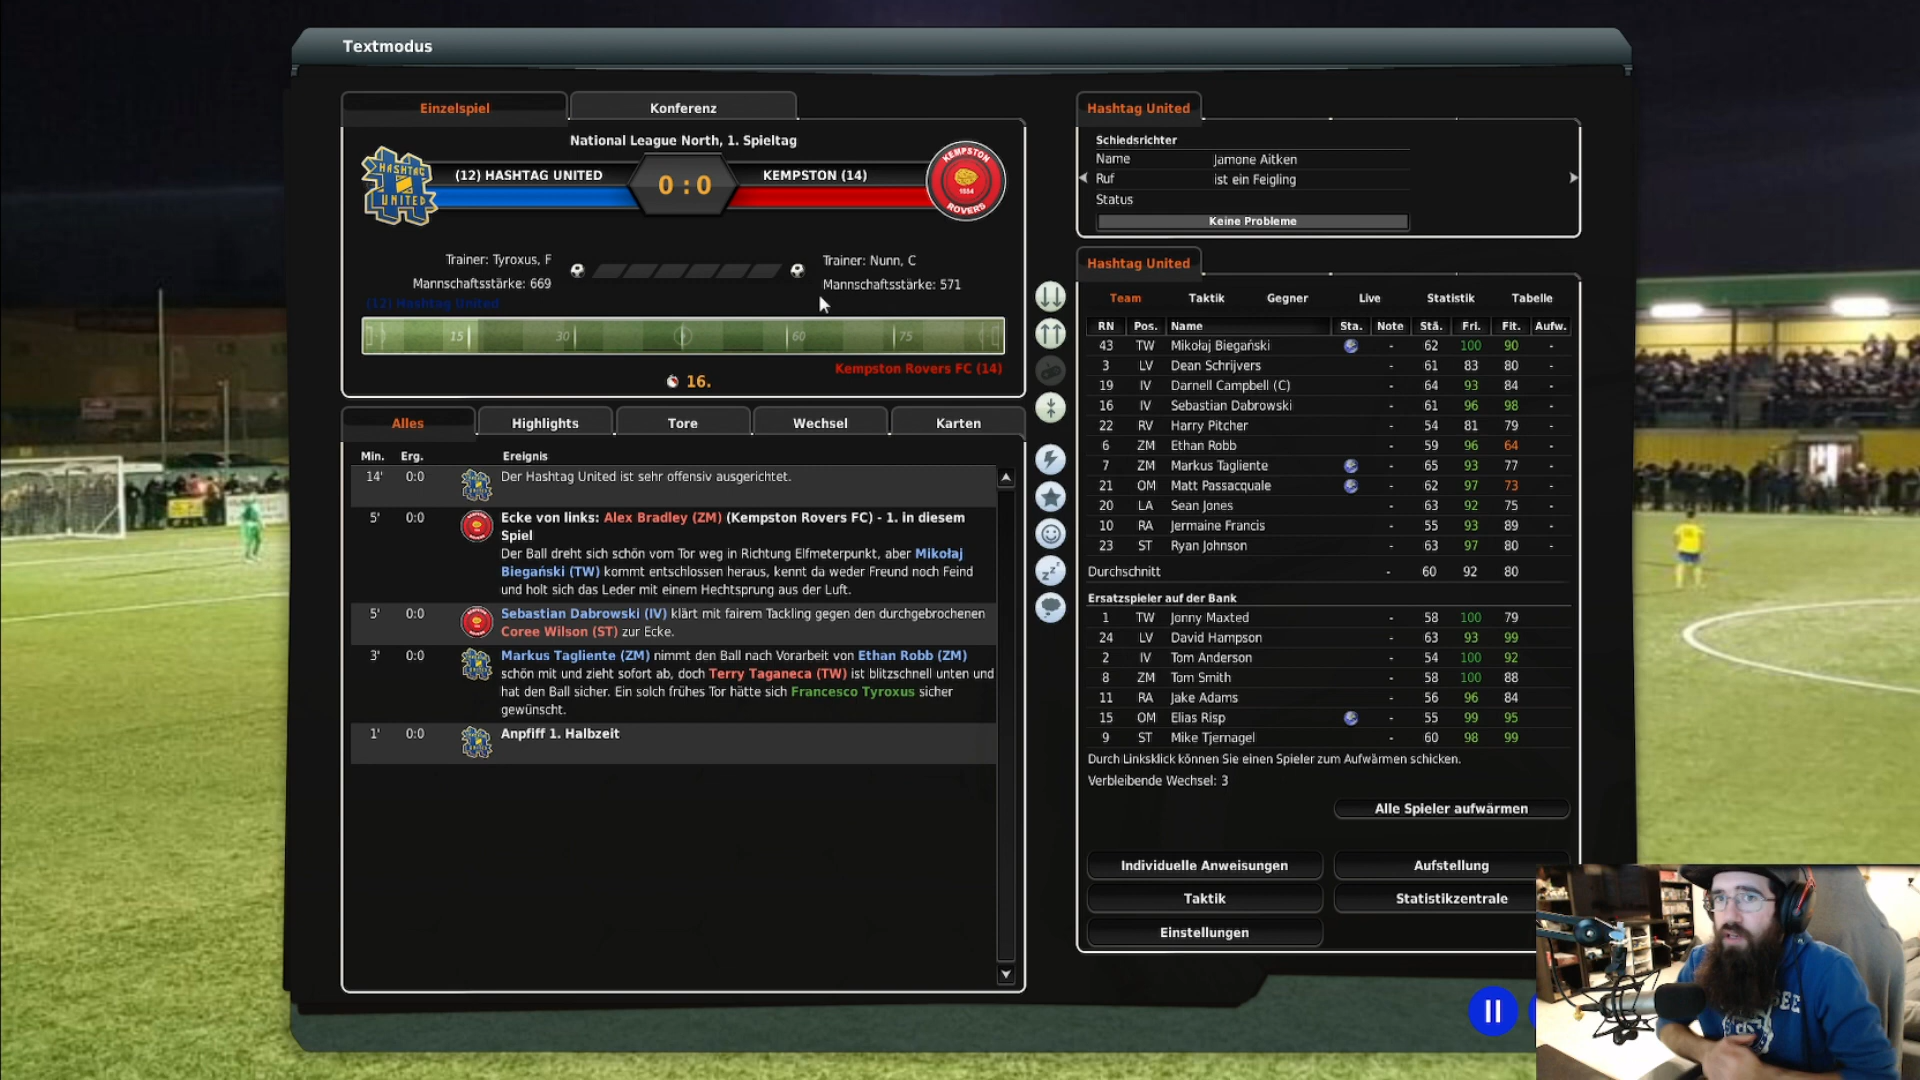 Textmodus
Einzelspiel
Konferenz
National League North, 1. Spieltag
HASHTAG
UNITED
(12) HASHTAG UNITED
0 : 0
KEMPSTON (14)
KEMPSTON
ROVERS
Trainer: Tyroxus, F
Mannschaftsstärke: 669
Trainer: Nunn, C
Mannschaftsstärke: 571
(12) Hashtag United
15 30 60 75
Kempston Rovers FC (14)
16.
Alles Highlights Tore Wechsel Karten
Min. Erg. Ereignis
14' 0:0 Der Hashtag United ist sehr offensiv ausgerichtet.
5' 0:0 Ecke von links: Alex Bradley (ZM) (Kempston Rovers FC) - 1. in diesem
Spiel
Der Ball dreht sich schön vom Tor weg in Richtung Elfmeterpunkt, aber Mikołaj
Biegański (TW) kommt entschlossen heraus, kennt da weder Freund noch Feind
und holt sich das Leder mit einem Hechtsprung aus der Luft.
5' 0:0 Sebastian Dabrowski (IV) klärt mit fairem Tackling gegen den durchgebrochenen
Coree Wilson (ST) zur Ecke.
3' 0:0 Markus Tagliente (ZM) nimmt den Ball nach Vorarbeit von Ethan Robb (ZM)
schön mit und zieht sofort ab, doch Terry Taganeca (TW) ist blitzschnell unten und
hat den Ball sicher. Ein solch frühes Tor hätte sich Francesco Tyroxus sicher
gewünscht.
1' 0:0 Anpfiff 1. Halbzeit
Hashtag United
Schiedsrichter
Name Jamone Aitken
Ruf ist ein Feigling
Status
Keine Probleme
Hashtag United
Team Taktik Gegner Live Statistik Tabelle
RN Pos. Name Sta. Note Stä. Fri. Fit. Aufw.
43 TW Mikołaj Biegański - 62 100 90 -
3 LV Dean Schrijvers - 61 83 80 -
19 IV Darnell Campbell (C) - 64 93 84 -
16 IV Sebastian Dabrowski - 61 96 98 -
22 RV Harry Pitcher - 54 81 79 -
6 ZM Ethan Robb - 59 96 64 -
7 ZM Markus Tagliente - 65 93 77 -
21 OM Matt Passacquale - 62 97 73 -
20 LA Sean Jones - 63 92 75 -
10 RA Jermaine Francis - 55 93 89 -
23 ST Ryan Johnson - 63 97 80 -
Durchschnitt - 60 92 80
Ersatzspieler auf der Bank
1 TW Jonny Maxted - 58 100 79
24 LV David Hampson - 63 93 99
2 IV Tom Anderson - 54 100 92
8 ZM Tom Smith - 58 100 88
11 RA Jake Adams - 56 96 84
15 OM Elias Risp - 55 99 95
9 ST Mike Tjernagel - 60 98 99
Durch Linksklick können Sie einen Spieler zum Aufwärmen schicken.
Verbleibende Wechsel: 3
Alle Spieler aufwärmen
Individuelle Anweisungen
Aufstellung
Taktik
Statistikzentrale
Einstellungen